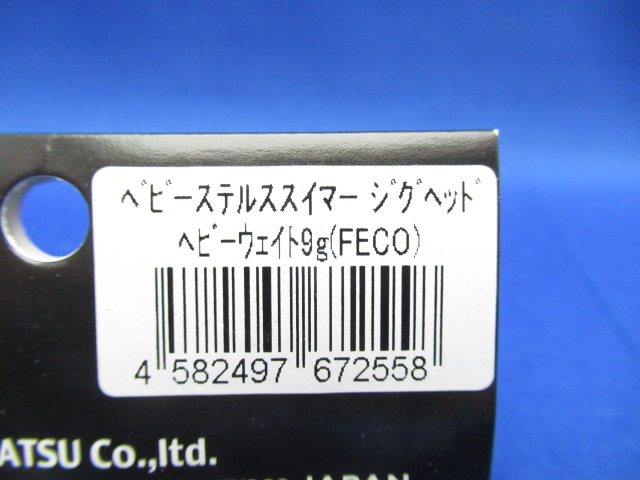 ﾍﾞﾋﾞｰｽﾃﾙｽｽｲﾏｰ ｼﾞｸﾞﾍｯﾄﾞ
ﾍﾋﾞｰｳｪｲﾄ9g(FECO)
4 582497 672558
ATSU Co.,ltd.
JAPAN